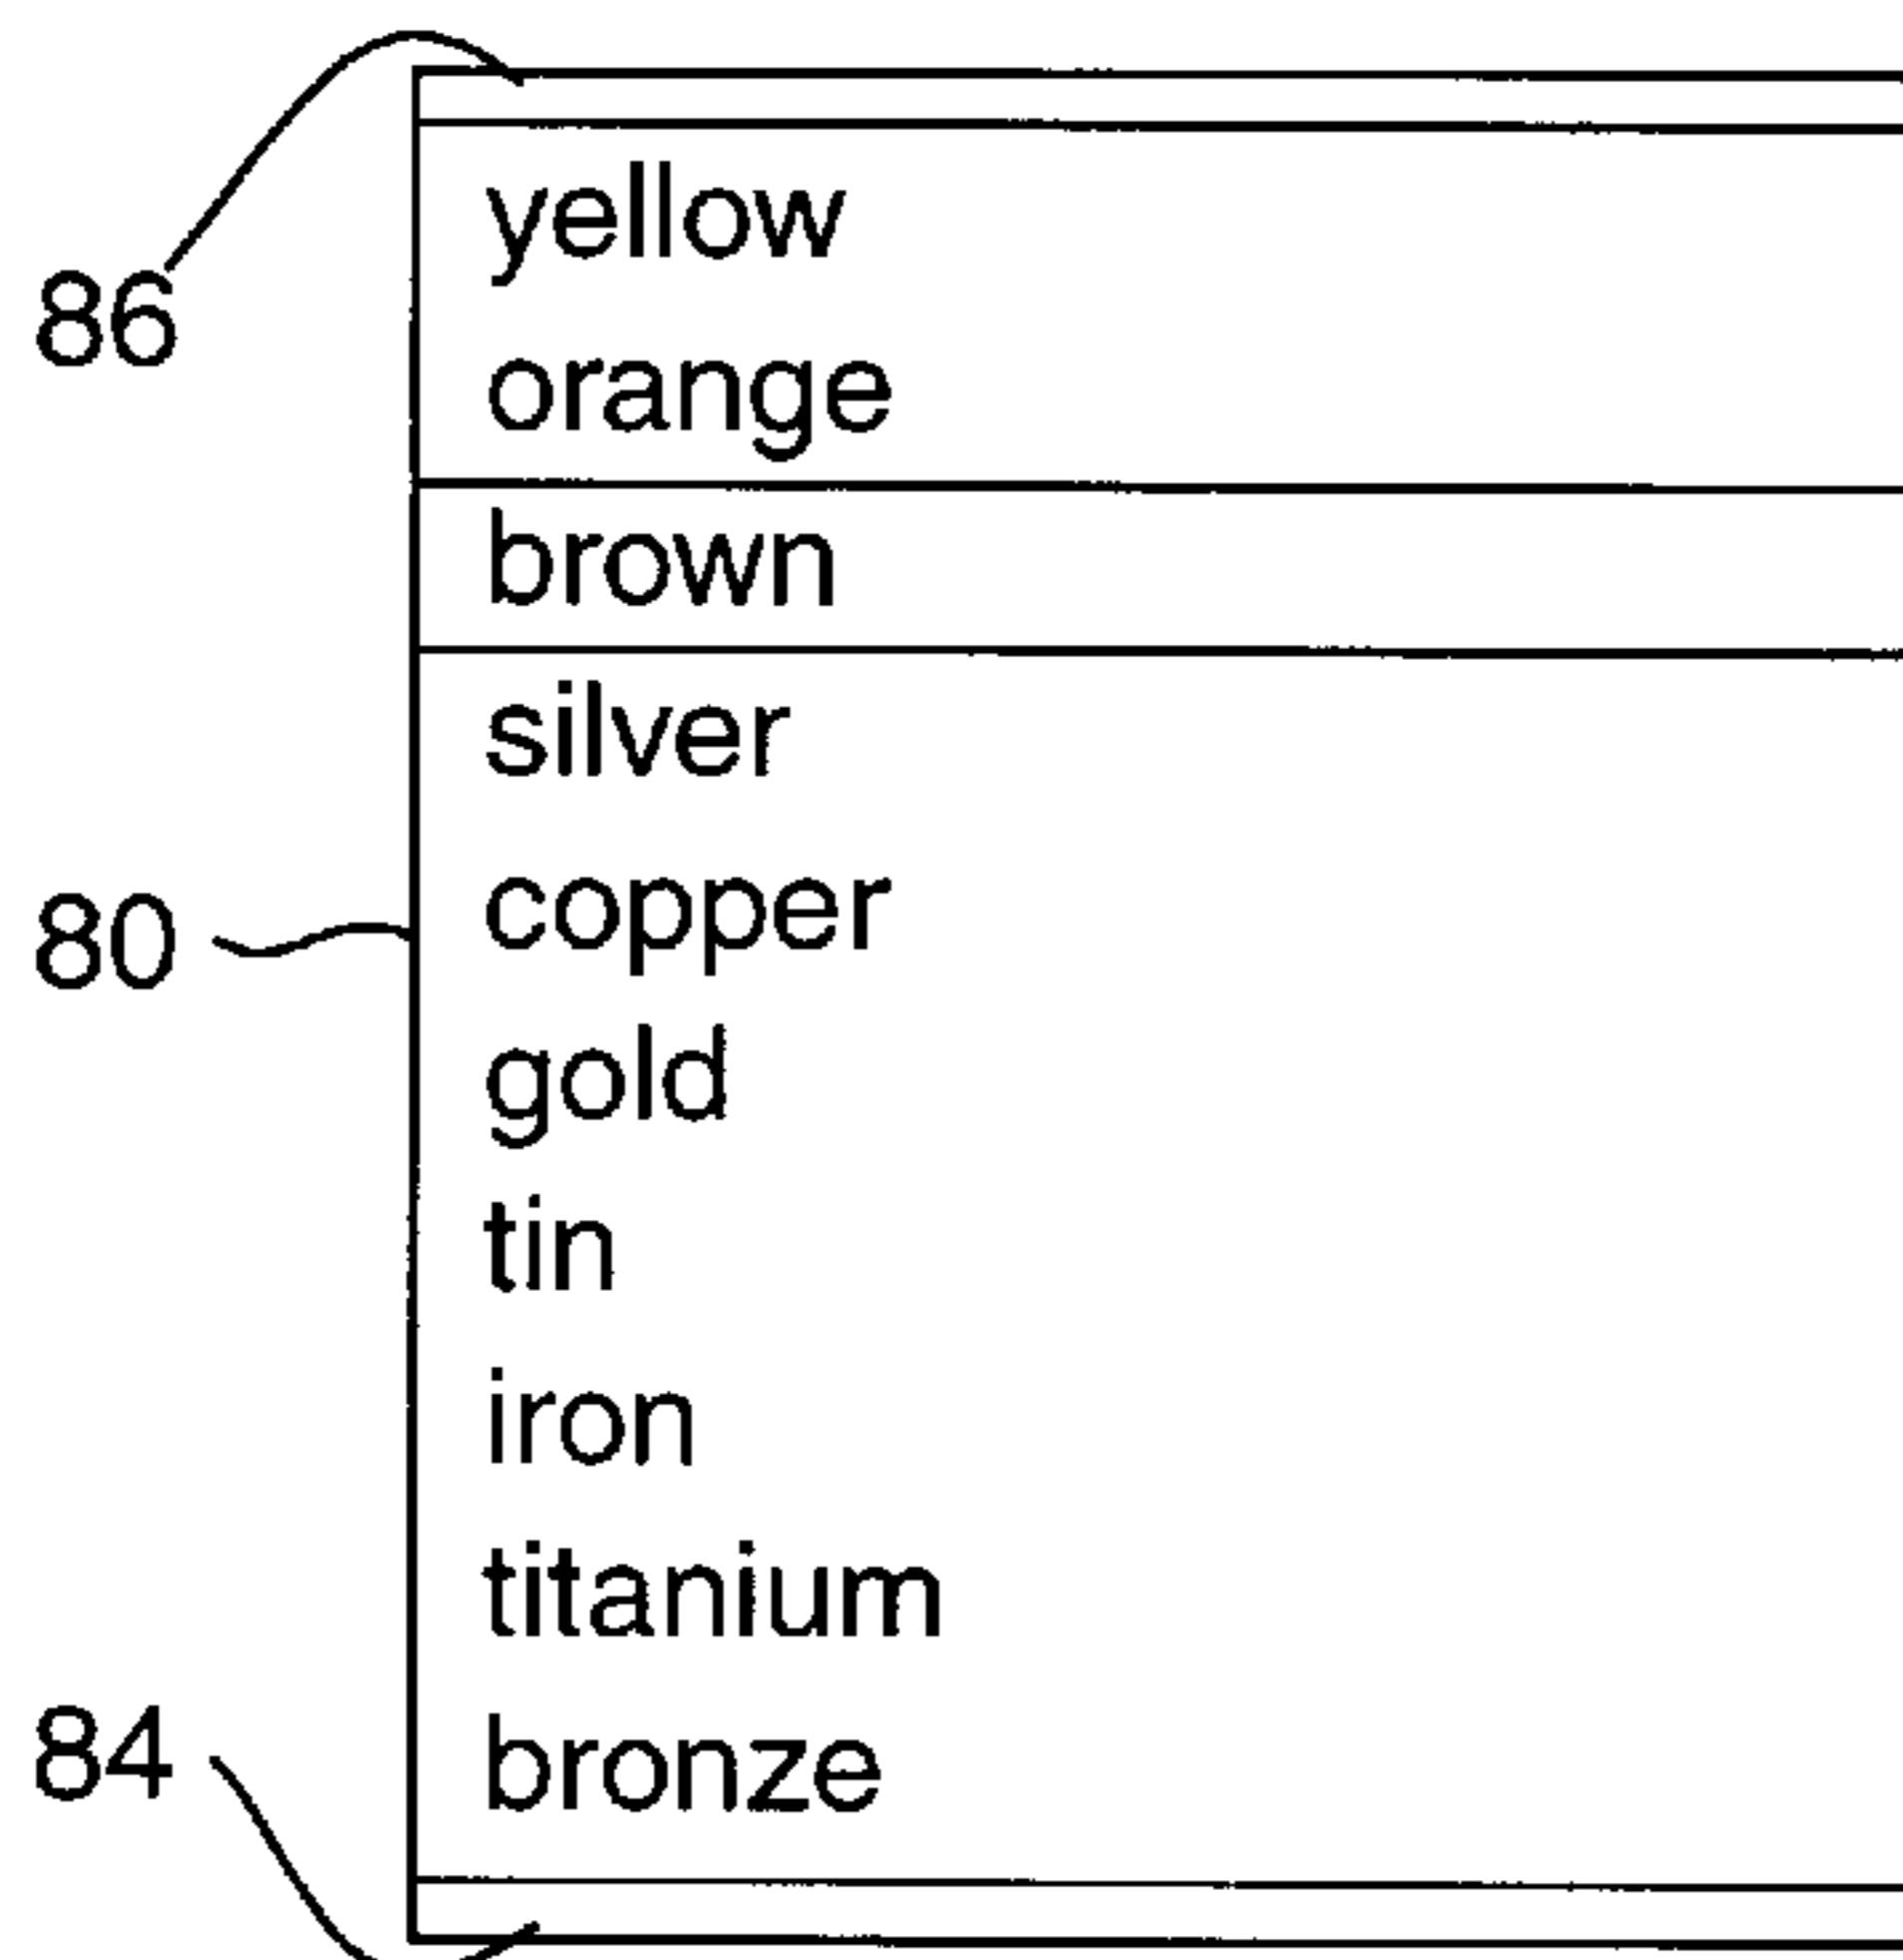 yellow
86
orange
brown
silver
copper
80
gold
tin
iron
titanium
84
bronze